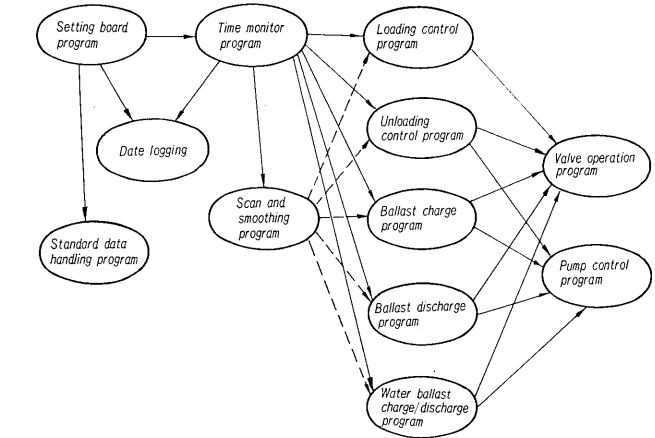 Setting board
program
Time monitor
program
Loading control
program
Unloading
control program
Date logging
Valve operation
program
Scan and
smoothing
program
Ballast charge
program
Standard data
handling program
Pump control
program
Ballast discharge
program
Water ballast
charge/discharge
program